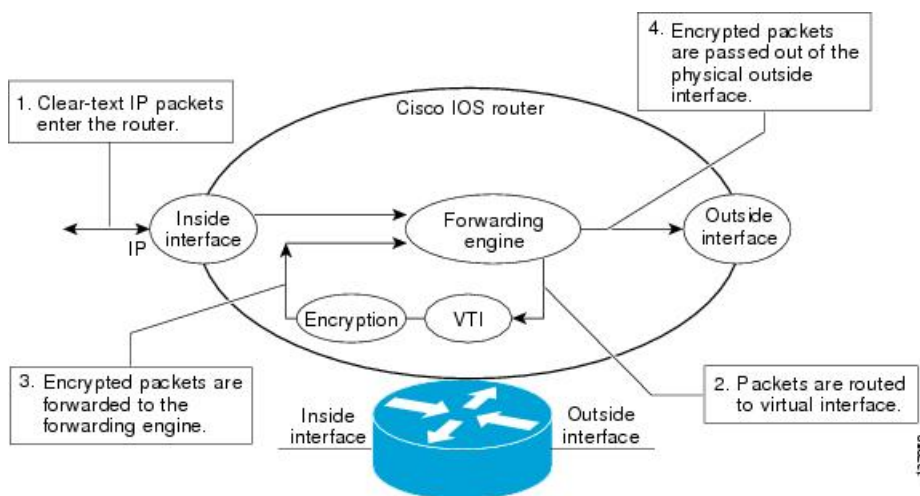 4. Encrypted packets
are passed out of the
physical outside
interface.
1. Clear-text IP packets
enter the router.
Cisco IOS router
Inside
interface
IP
Forwarding
engine
Outside
interface
Encryption
VTI
3. Encrypted packets are
forwarded to the
forwarding engine.
2. Packets are routed
to virtual interface.
Inside
interface
Outside
interface